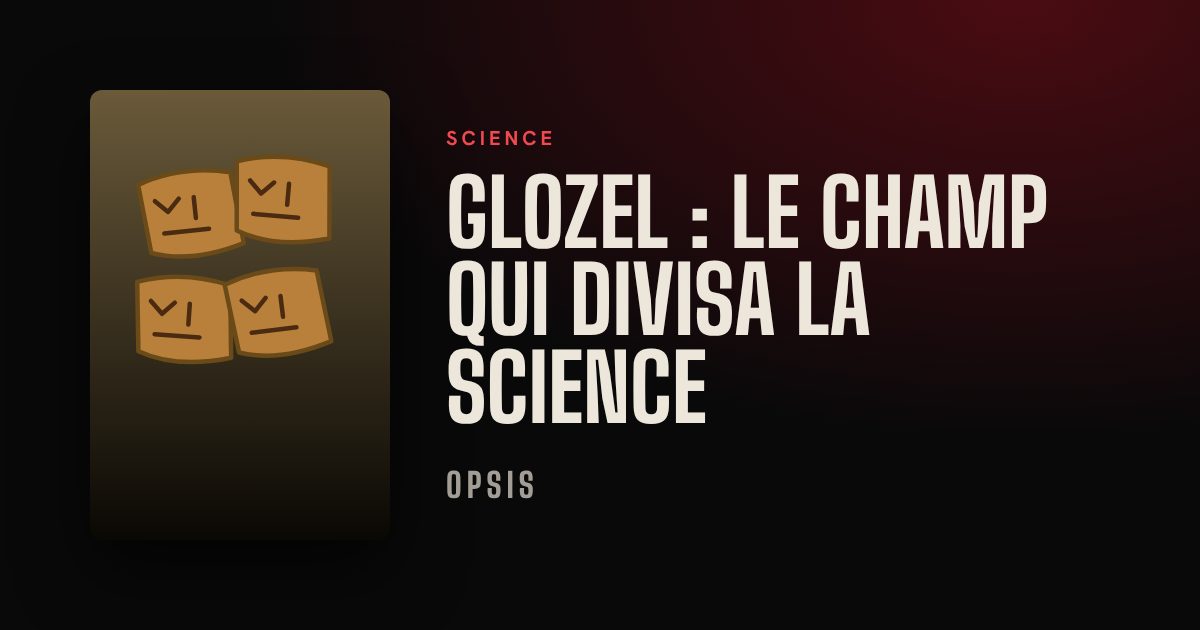 SCIENCE
GLOZEL : LE CHAMP
QUI DIVISA LA
SCIENCE
OPSIS